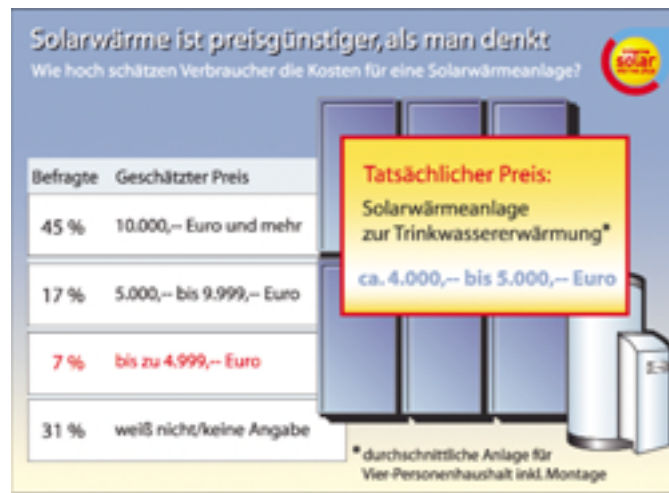 Solarwärme ist preisgünstiger, als man denkt
Wie hoch schätzen Verbraucher die Kosten für eine Solarwärmeanlage?
solar
Befragte Geschätzter Preis
45 % 10.000,-- Euro und mehr
17 % 5.000,-- bis 9.999,-- Euro
7 % bis zu 4.999,-- Euro
31 % weiß nicht/keine Angabe
Tatsächlicher Preis:
Solarwärmeanlage
zur Trinkwassererwärmung*
ca. 4.000,-- bis 5.000,-- Euro
* durchschnittliche Anlage für
Vier-Personenhaushalt inkl. Montage